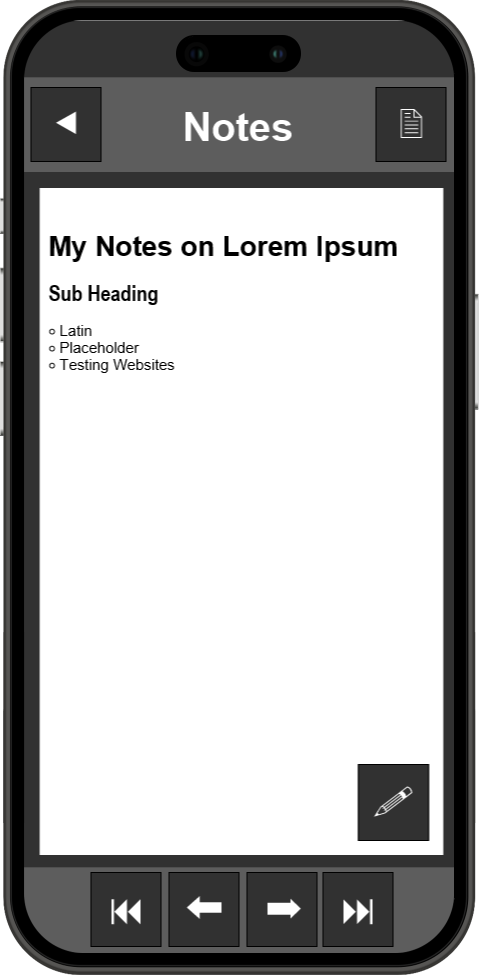 Notes
My Notes on Lorem Ipsum
Sub Heading
Latin
Placeholder
Testing Websites